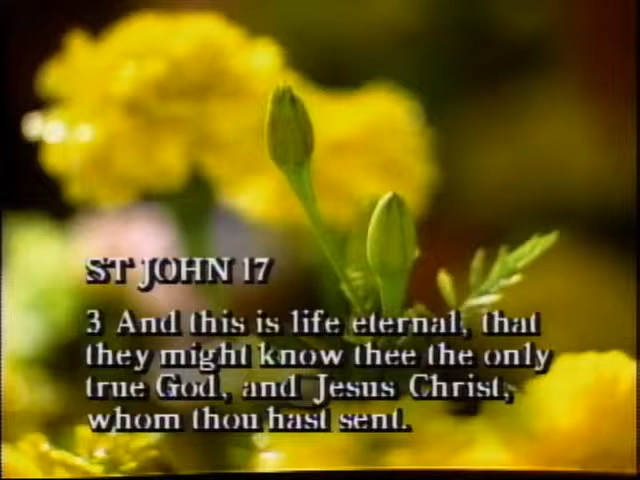 ST JOHN 17
3 And this is life eternal, that
they might know thee the only
true God, and Jesus Christ,
whom thou hast sent.